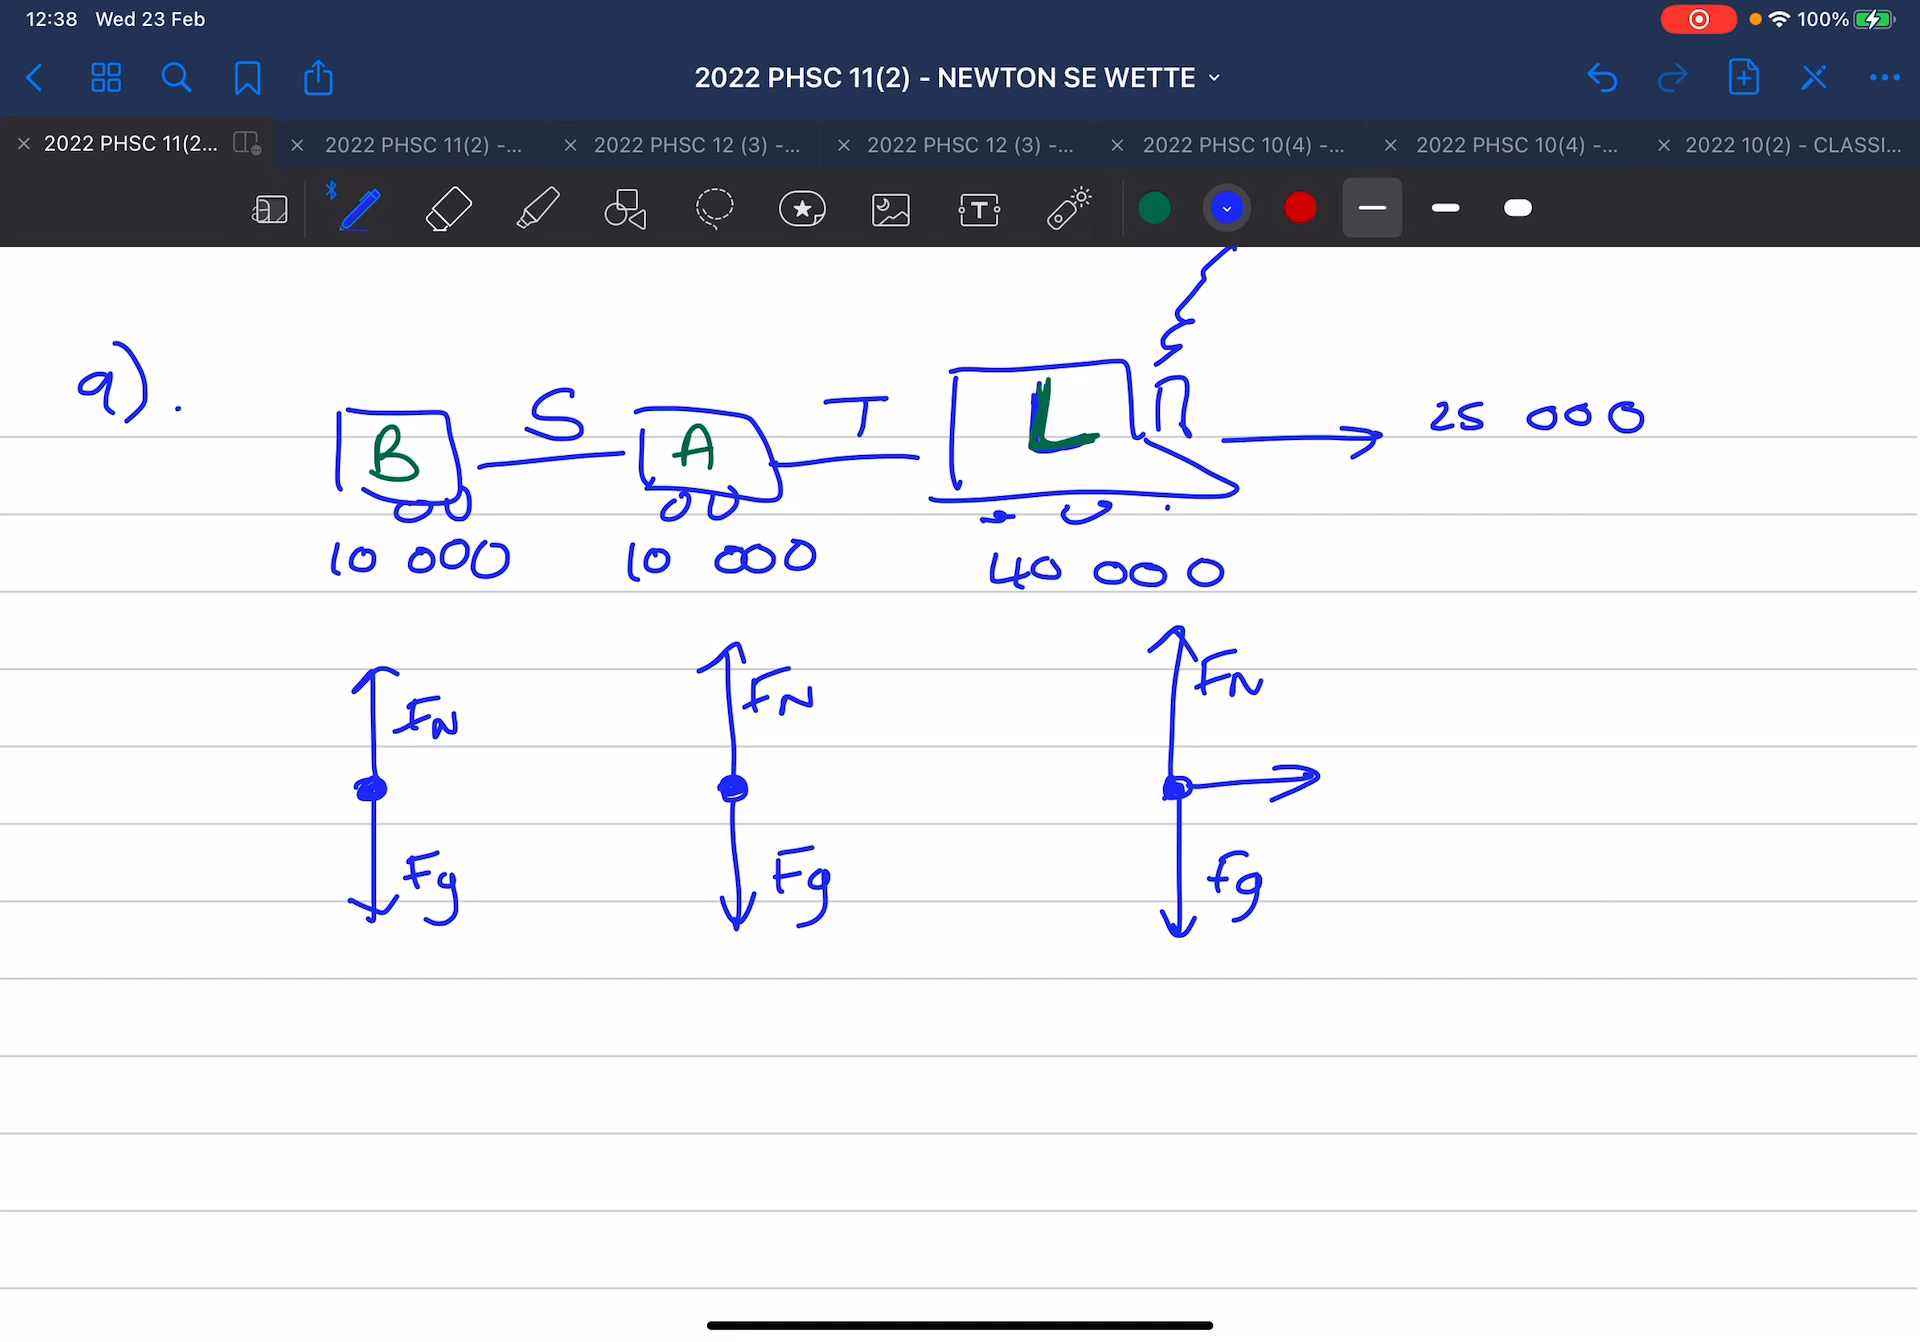 12:38 Wed 23 Feb 100%
2022 PHSC 11(2) - NEWTON SE WETTE
2022 PHSC 11(2... 2022 PHSC 11(2) -... 2022 PHSC 12 (3) -... 2022 PHSC 12 (3) -... 2022 PHSC 10(4) -... 2022 PHSC 10(4) -... 2022 10(2) - CLASSI...
a).
B S A T L 25 000
10 000 10 000 40 000
FN FN FN
Fg Fg Fg